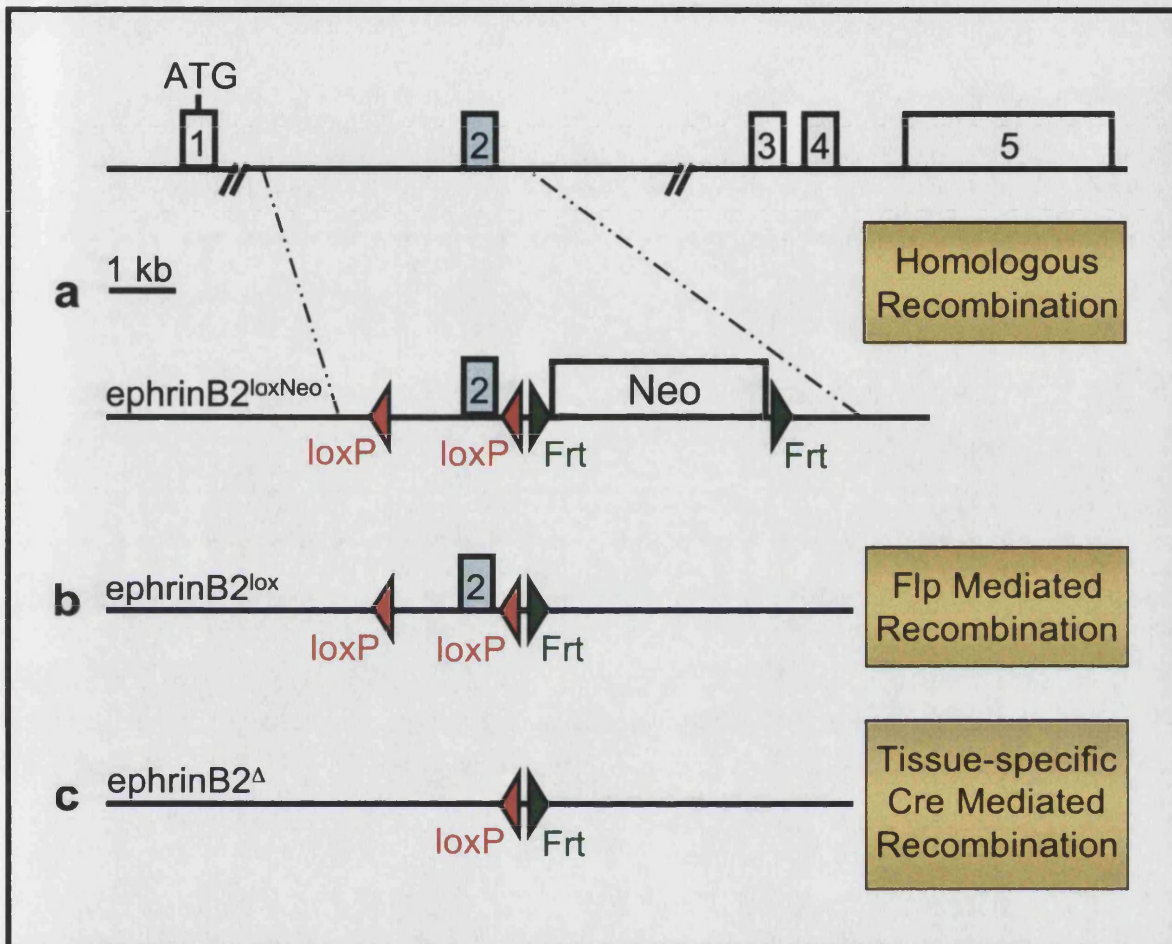 ATG
1
2
3
4
5
Homologous
Recombination
a
1 kb
ephrinB2loxNeo
2
Neo
loxP
loxP
Frt
Frt
b
ephrinB2lox
2
loxP
loxP
Frt
Flp Mediated
Recombination
c
ephrinB2Δ
loxP
Frt
Tissue-specific
Cre Mediated
Recombination